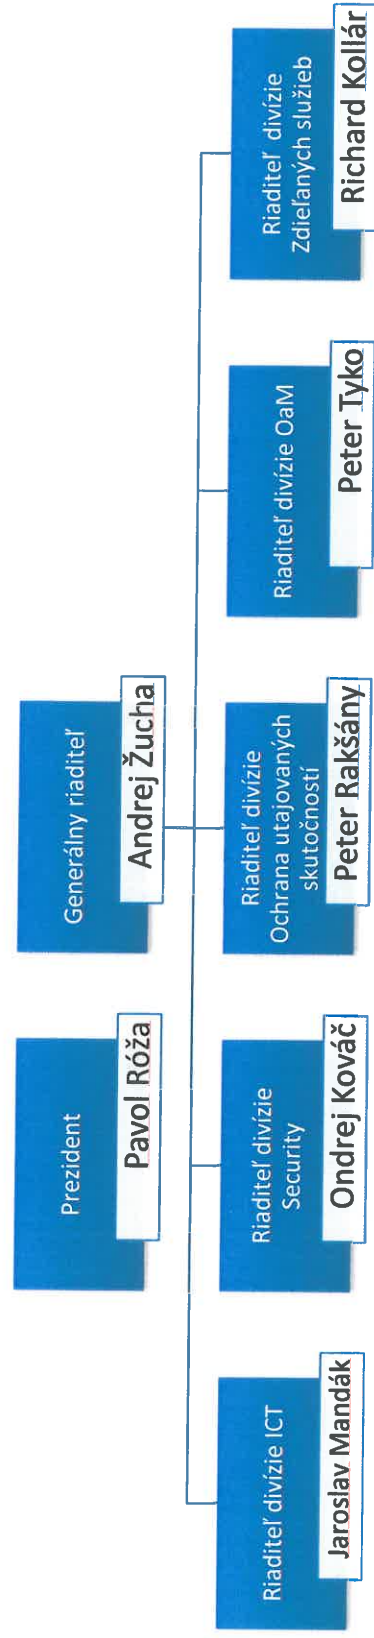 Prezident
Pavol Róža
Generálny riaditeľ
Andrej Žucha
Riaditeľ divízie ICT
Jaroslav Mandák
Riaditeľ divízie
Security
Ondrej Kováč
Riaditeľ divízie
Ochrana utajovaných
skutočností
Peter Rakšány
Riaditeľ divízie OaM
Peter Tyko
Riaditeľ divízie
Zdieľaných služieb
Richard Kollár